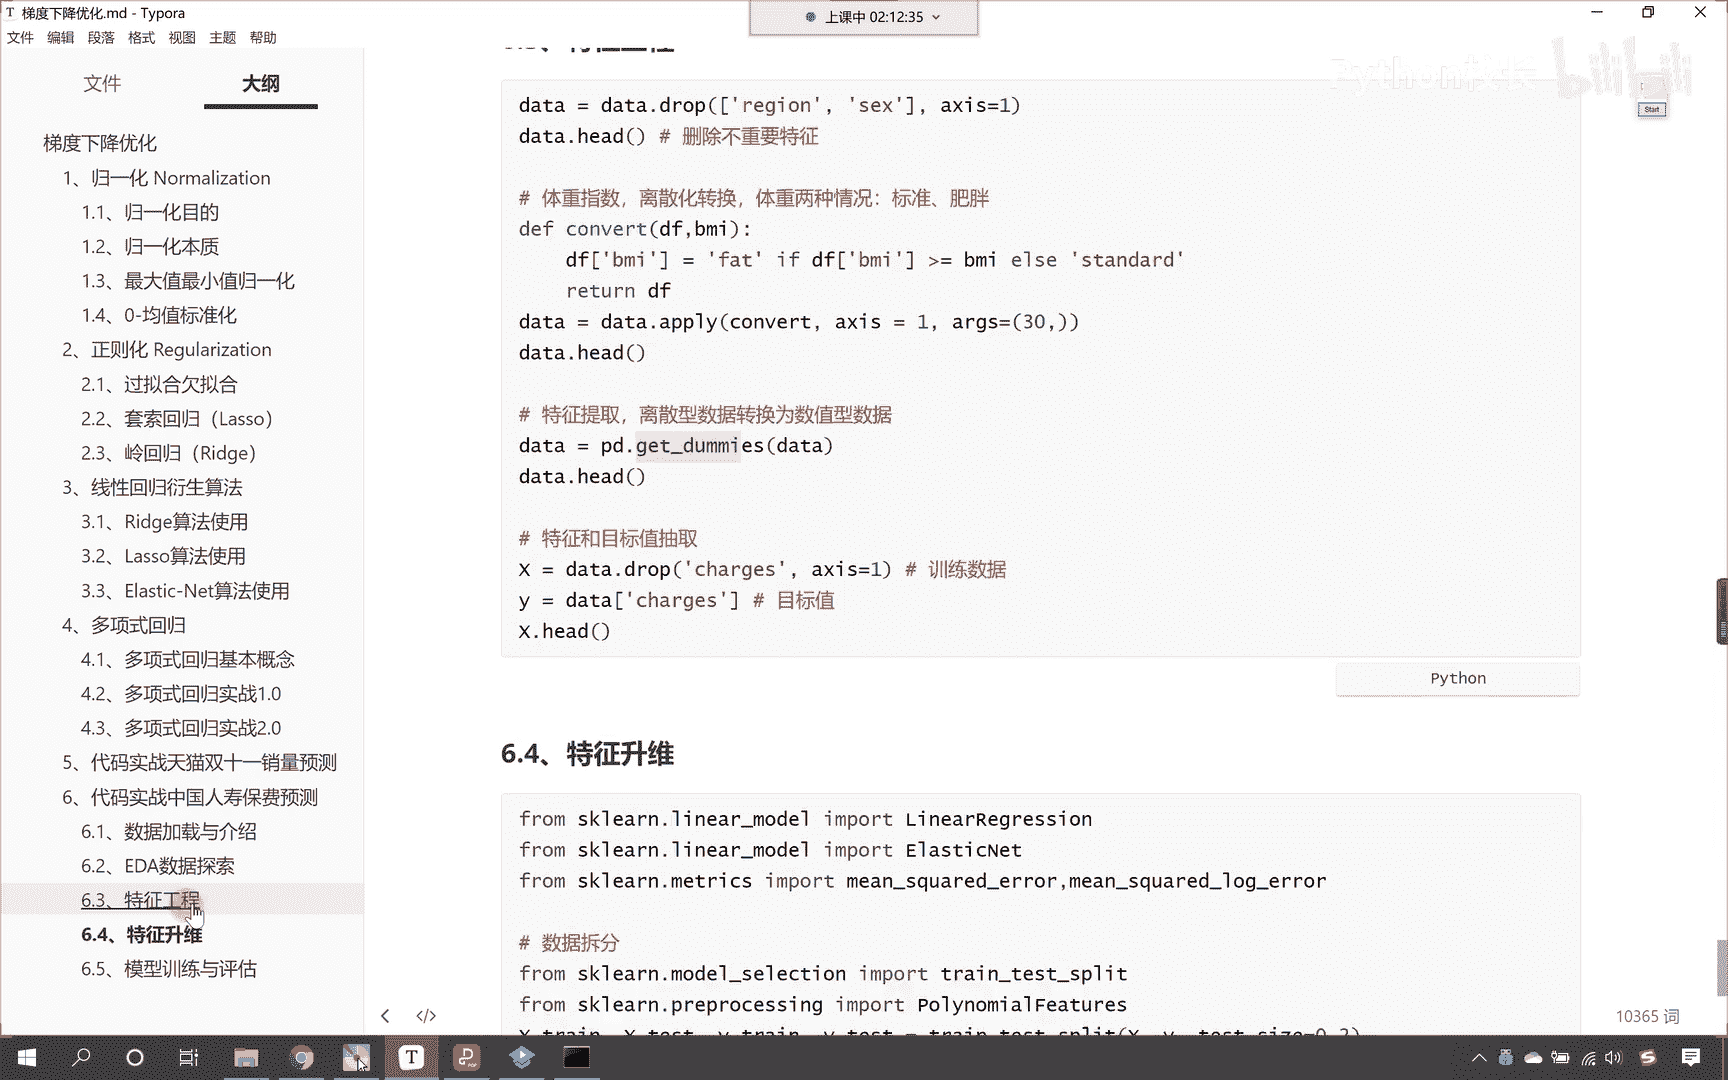 梯度下降优化.md - Typora
上课中 02:12:35
文件 编辑 段落 格式 视图 主题 帮助
文件 大纲
梯度下降优化
1、归一化 Normalization
1.1、归一化目的
1.2、归一化本质
1.3、最大值最小值归一化
1.4、0-均值标准化
2、正则化 Regularization
2.1、过拟合欠拟合
2.2、套索回归（Lasso）
2.3、岭回归（Ridge）
3、线性回归衍生算法
3.1、Ridge算法使用
3.2、Lasso算法使用
3.3、Elastic-Net算法使用
4、多项式回归
4.1、多项式回归基本概念
4.2、多项式回归实战1.0
4.3、多项式回归实战2.0
5、代码实战天猫双十一销量预测
6、代码实战中国人寿保费预测
6.1、数据加载与介绍
6.2、EDA数据探索
6.3、特征工程
6.4、特征升维
6.5、模型训练与评估
data = data.drop(['region', 'sex'], axis=1)
data.head() # 删除不重要特征
# 体重指数，离散化转换，体重两种情况：标准、肥胖
def convert(df,bmi):
    df['bmi'] = 'fat' if df['bmi'] >= bmi else 'standard'
    return df
data = data.apply(convert, axis = 1, args=(30,))
data.head()
# 特征提取，离散型数据转换为数值型数据
data = pd.get_dummies(data)
data.head()
# 特征和目标值抽取
X = data.drop('charges', axis=1) # 训练数据
y = data['charges'] # 目标值
X.head()
Python
6.4、特征升维
from sklearn.linear_model import LinearRegression
from sklearn.linear_model import ElasticNet
from sklearn.metrics import mean_squared_error,mean_squared_log_error
# 数据拆分
from sklearn.model_selection import train_test_split
from sklearn.preprocessing import PolynomialFeatures
X_train, X_test, y_train, y_test = train_test_split(X, y, test_size=0.2)
Start
bilibili
10365 词